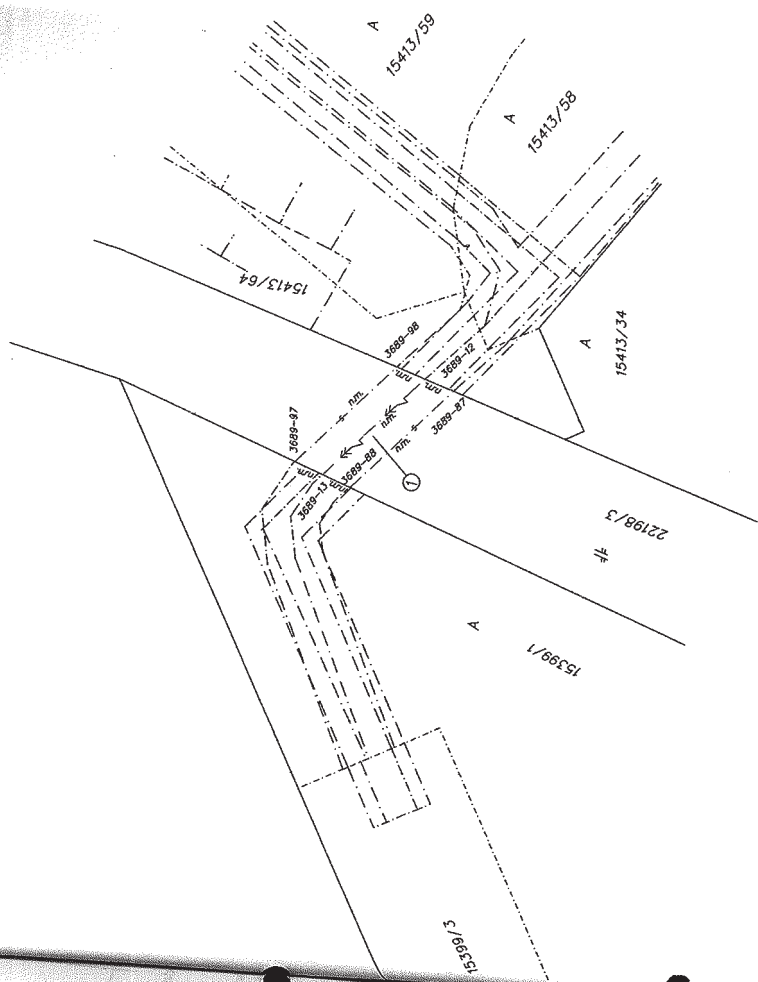 A
15413/59
A
15413/58
15413/64
3689-98
A
15413/34
3689-12
n.m.
n.m.
s
n.m.
3689-97
n.m.
s
n.m.
3689-87
3689-88
n.m.
n.m.
3689-13
1
22198/3
A
15399/1
15399/3